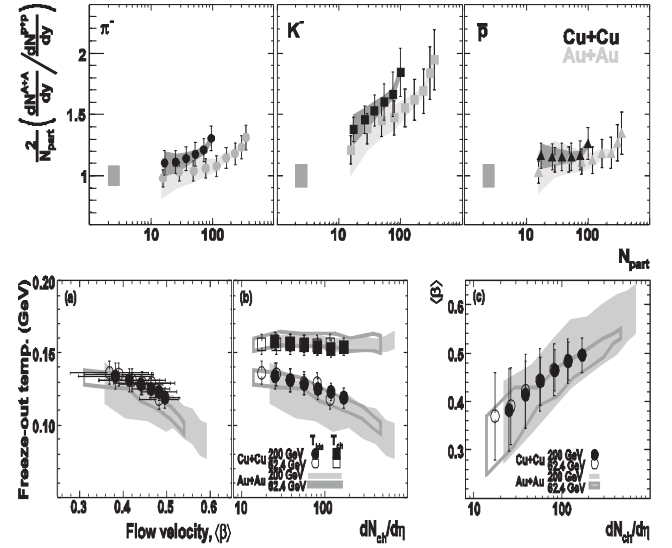 π⁻
K⁻
p̅
Cu+Cu
Au+Au
2/N_part (dN^A+A/dy / dN^p+p/dy)
2
1.5
1
10 100
10 100
10 100
N_part
(a)
(b)
(c)
Freeze-out temp. (GeV)
0.20
0.15
0.10
0.3 0.4 0.5 0.6
Flow velocity, ⟨β⟩
T_kin T_ch
Cu+Cu 200 GeV
62.4 GeV
Au+Au 200 GeV
62.4 GeV
10 100
dN_ch/dη
⟨β⟩
0.6
0.5
0.4
0.3
Cu+Cu 200 GeV
62.4 GeV
Au+Au 200 GeV
62.4 GeV
10 100
dN_ch/dη